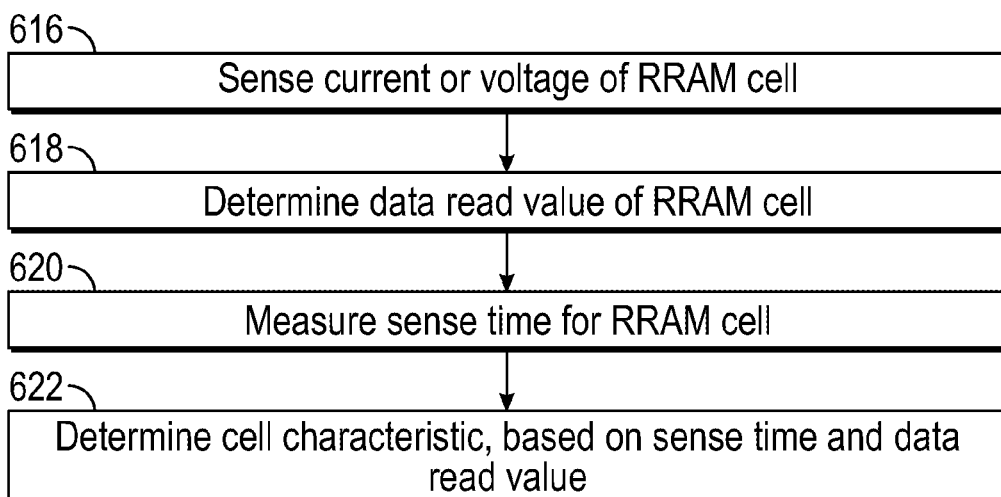 616
Sense current or voltage of RRAM cell
618
Determine data read value of RRAM cell
620
Measure sense time for RRAM cell
622
Determine cell characteristic, based on sense time and data
read value